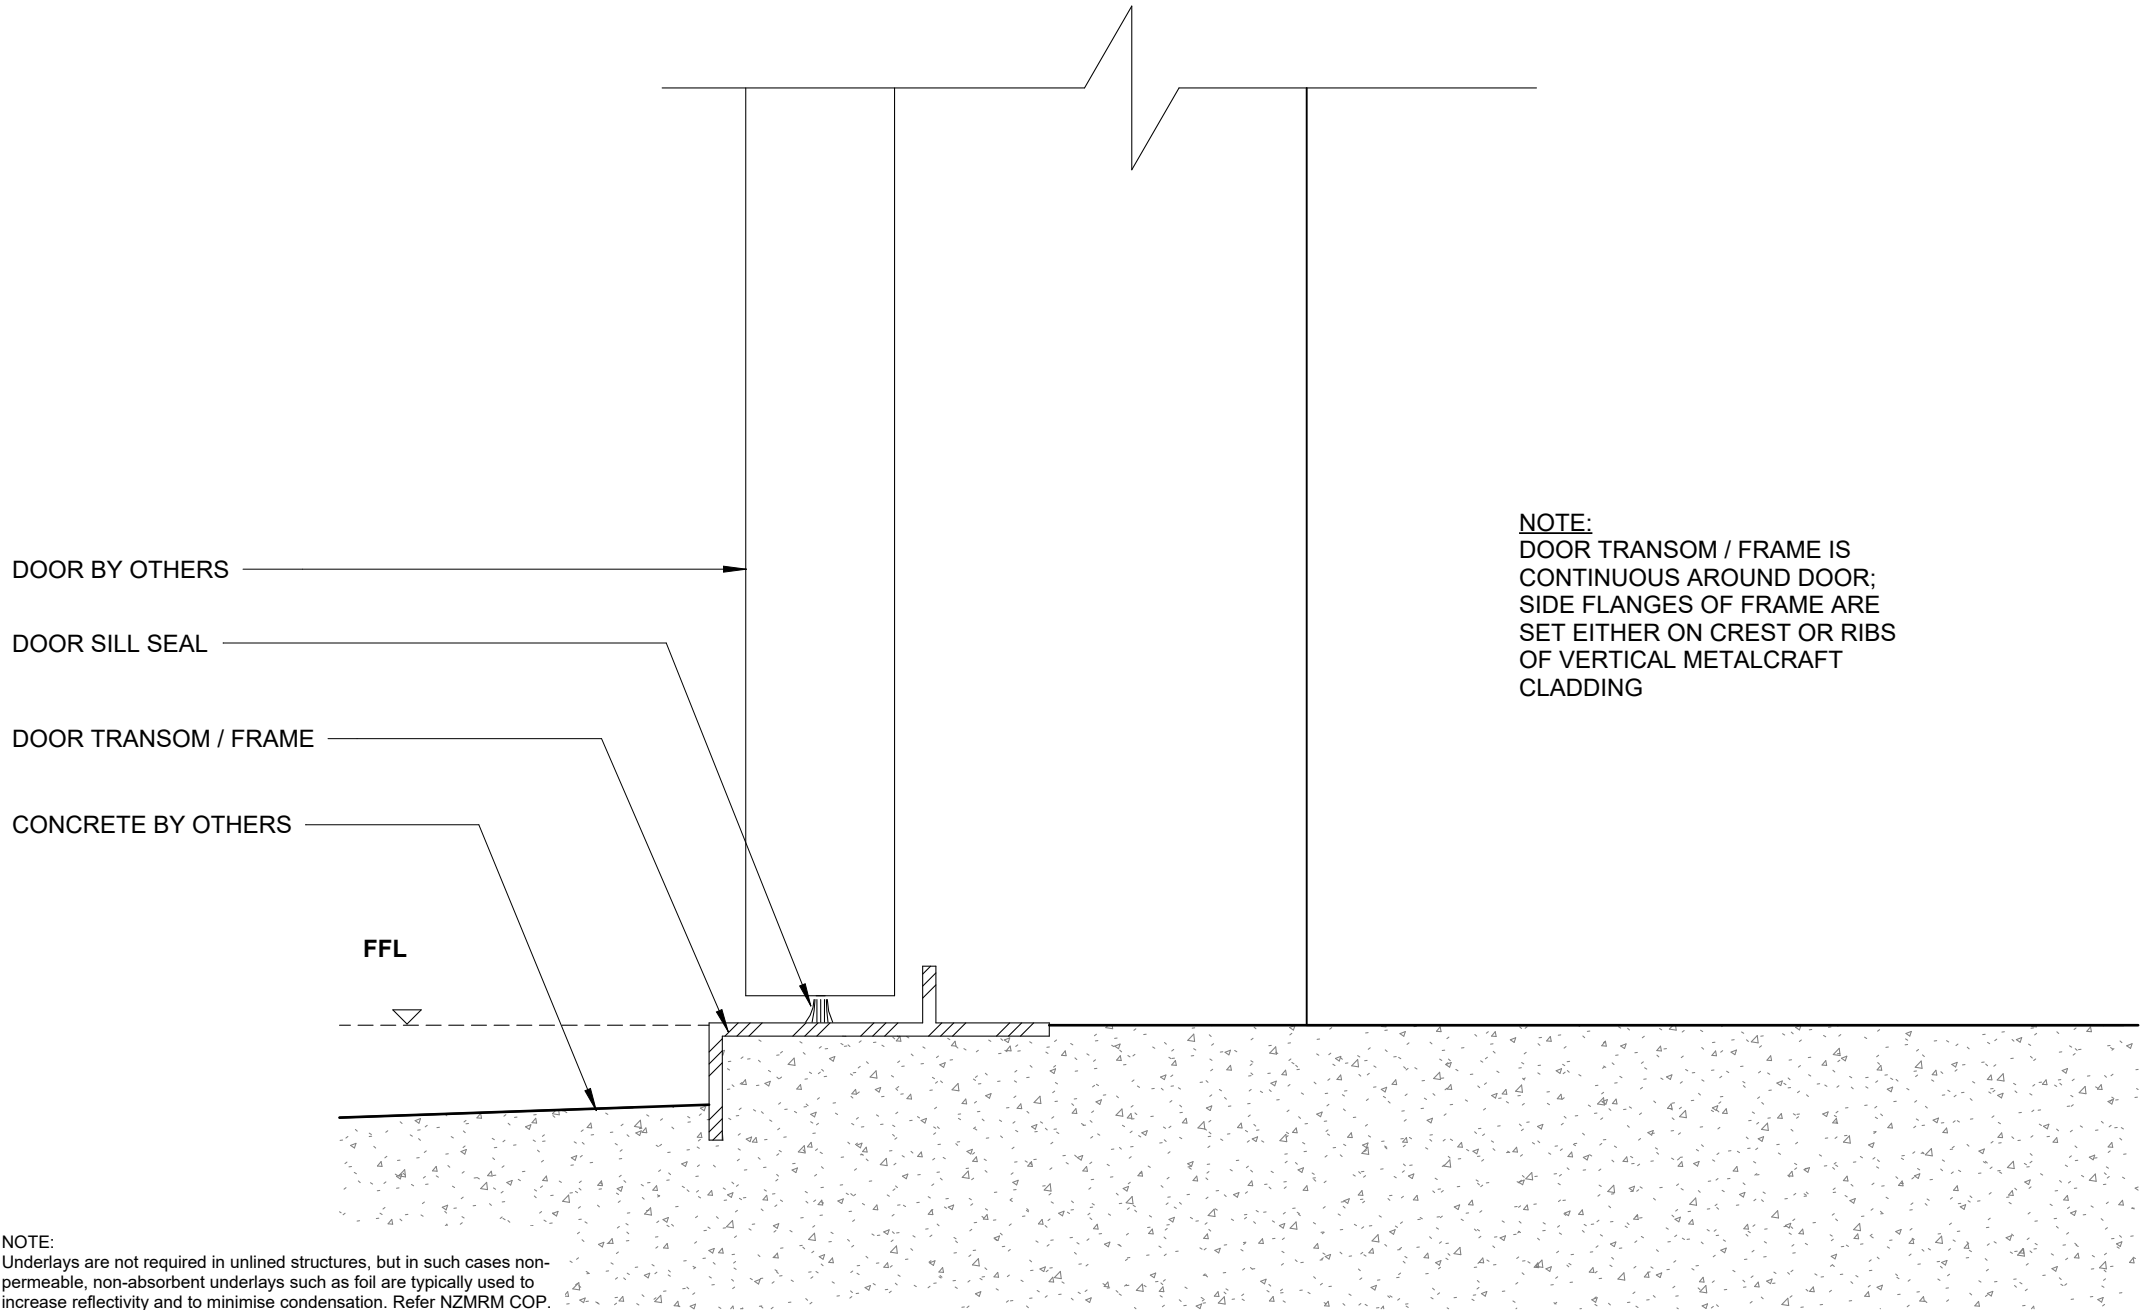 DOOR BY OTHERS
DOOR SILL SEAL
DOOR TRANSOM / FRAME
CONCRETE BY OTHERS
FFL
NOTE:
DOOR TRANSOM / FRAME IS
CONTINUOUS AROUND DOOR;
SIDE FLANGES OF FRAME ARE
SET EITHER ON CREST OR RIBS
OF VERTICAL METALCRAFT
CLADDING
NOTE:
Underlays are not required in unlined structures, but in such cases non-
permeable, non-absorbent underlays such as foil are typically used to
increase reflectivity and to minimise condensation. Refer NZMRM COP.